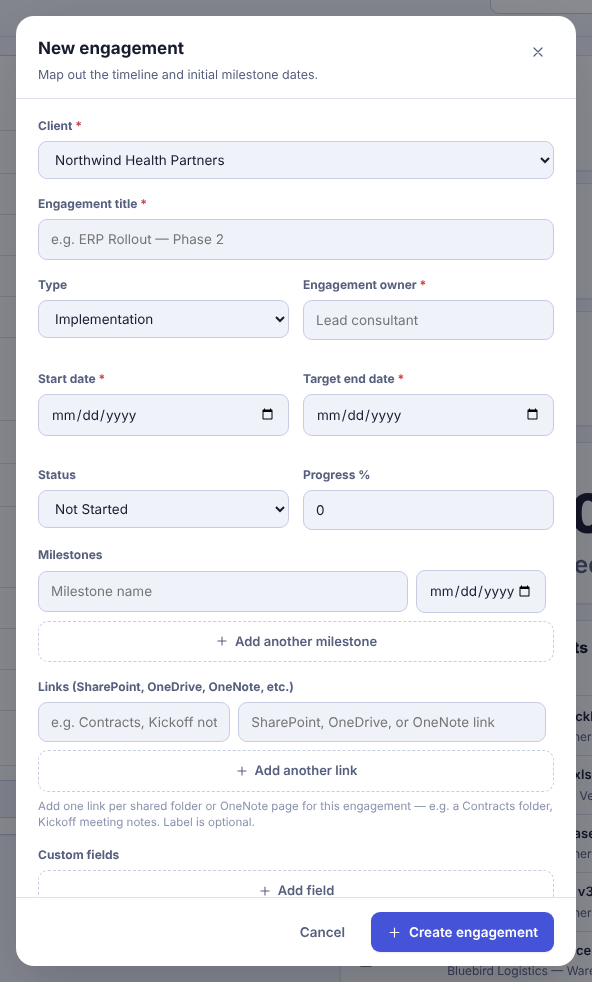 New engagement
Map out the timeline and initial milestone dates.
Client *
Northwind Health Partners
Engagement title *
e.g. ERP Rollout — Phase 2
Type
Engagement owner *
Implementation
Lead consultant
Start date *
Target end date *
mm/dd/yyyy
mm/dd/yyyy
Status
Progress %
Not Started
0
Milestones
Milestone name
mm/dd/yyyy
+ Add another milestone
Links (SharePoint, OneDrive, OneNote, etc.)
e.g. Contracts, Kickoff not
SharePoint, OneDrive, or OneNote link
+ Add another link
Add one link per shared folder or OneNote page for this engagement — e.g. a Contracts folder,
Kickoff meeting notes. Label is optional.
Custom fields
+ Add field
Cancel
+ Create engagement
Bluebird Logistics —